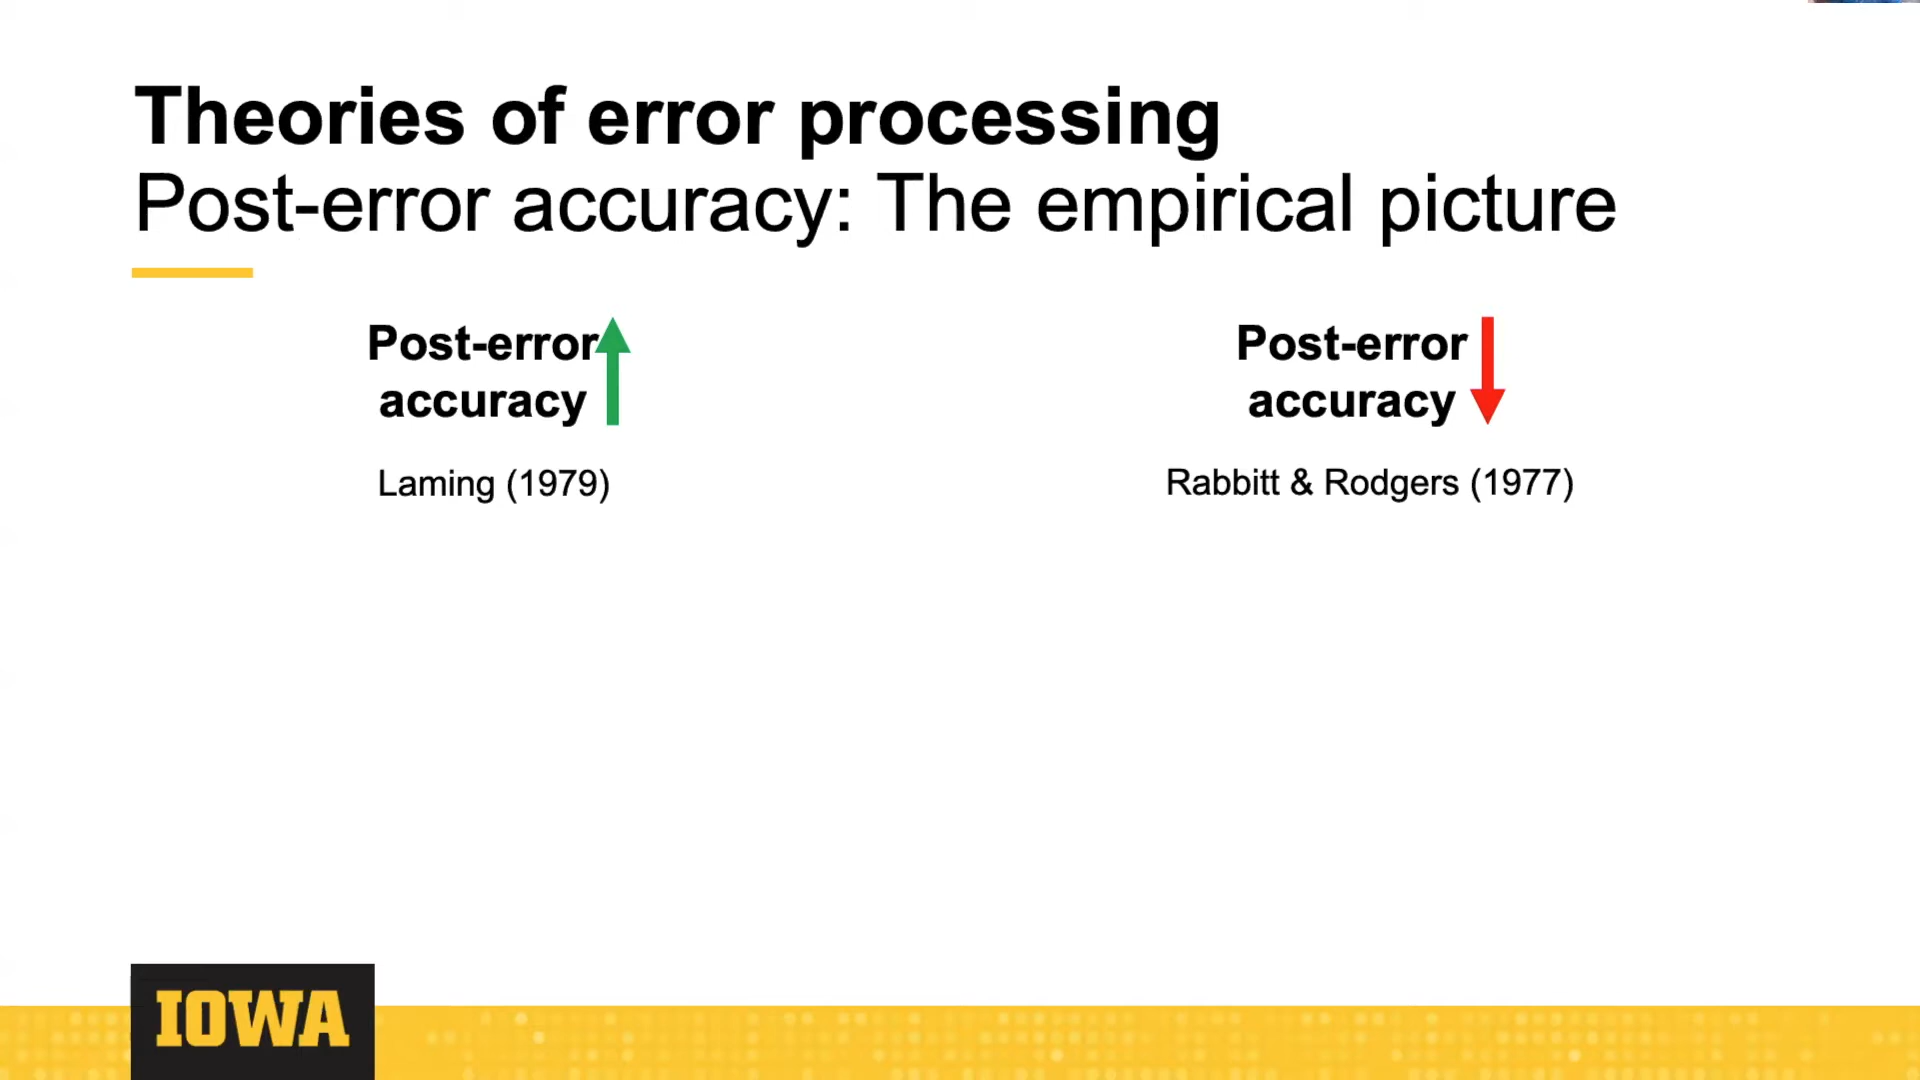 Theories of error processing
Post-error accuracy: The empirical picture
Post-error
accuracy
Laming (1979)
Post-error
accuracy
Rabbitt & Rodgers (1977)
IOWA